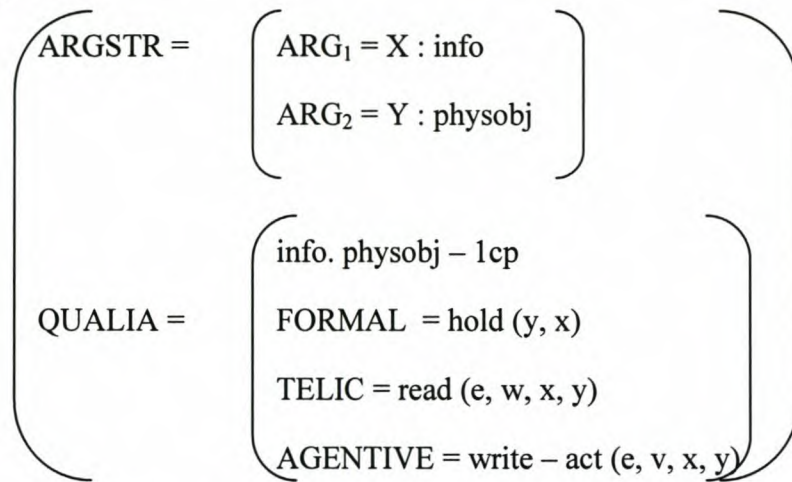 ARGSTR = ARG₁ = X : info
ARG₂ = Y : physobj
info. physobj – 1cp
QUALIA = FORMAL = hold (y, x)
TELIC = read (e, w, x, y)
AGENTIVE = write – act (e, v, x, y)